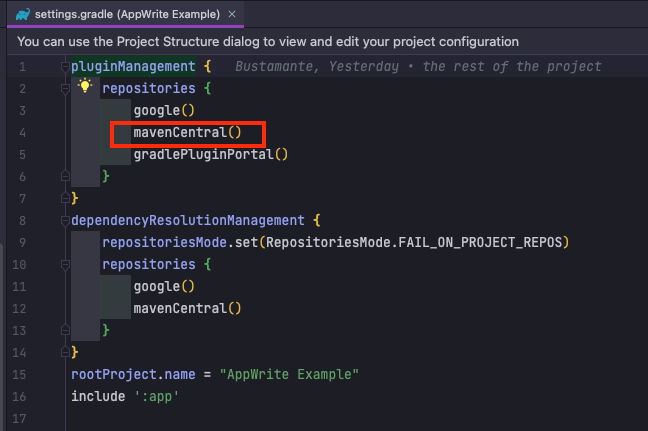 settings.gradle (AppWrite Example) ×
You can use the Project Structure dialog to view and edit your project configuration
1 pluginManagement { Bustamante, Yesterday • the rest of the project
2 repositories {
3 google()
4 mavenCentral()
5 gradlePluginPortal()
6 }
7 }
8 dependencyResolutionManagement {
9 repositoriesMode.set(RepositoriesMode.FAIL_ON_PROJECT_REPOS)
10 repositories {
11 google()
12 mavenCentral()
13 }
14 }
15 rootProject.name = "AppWrite Example"
16 include ':app'
17